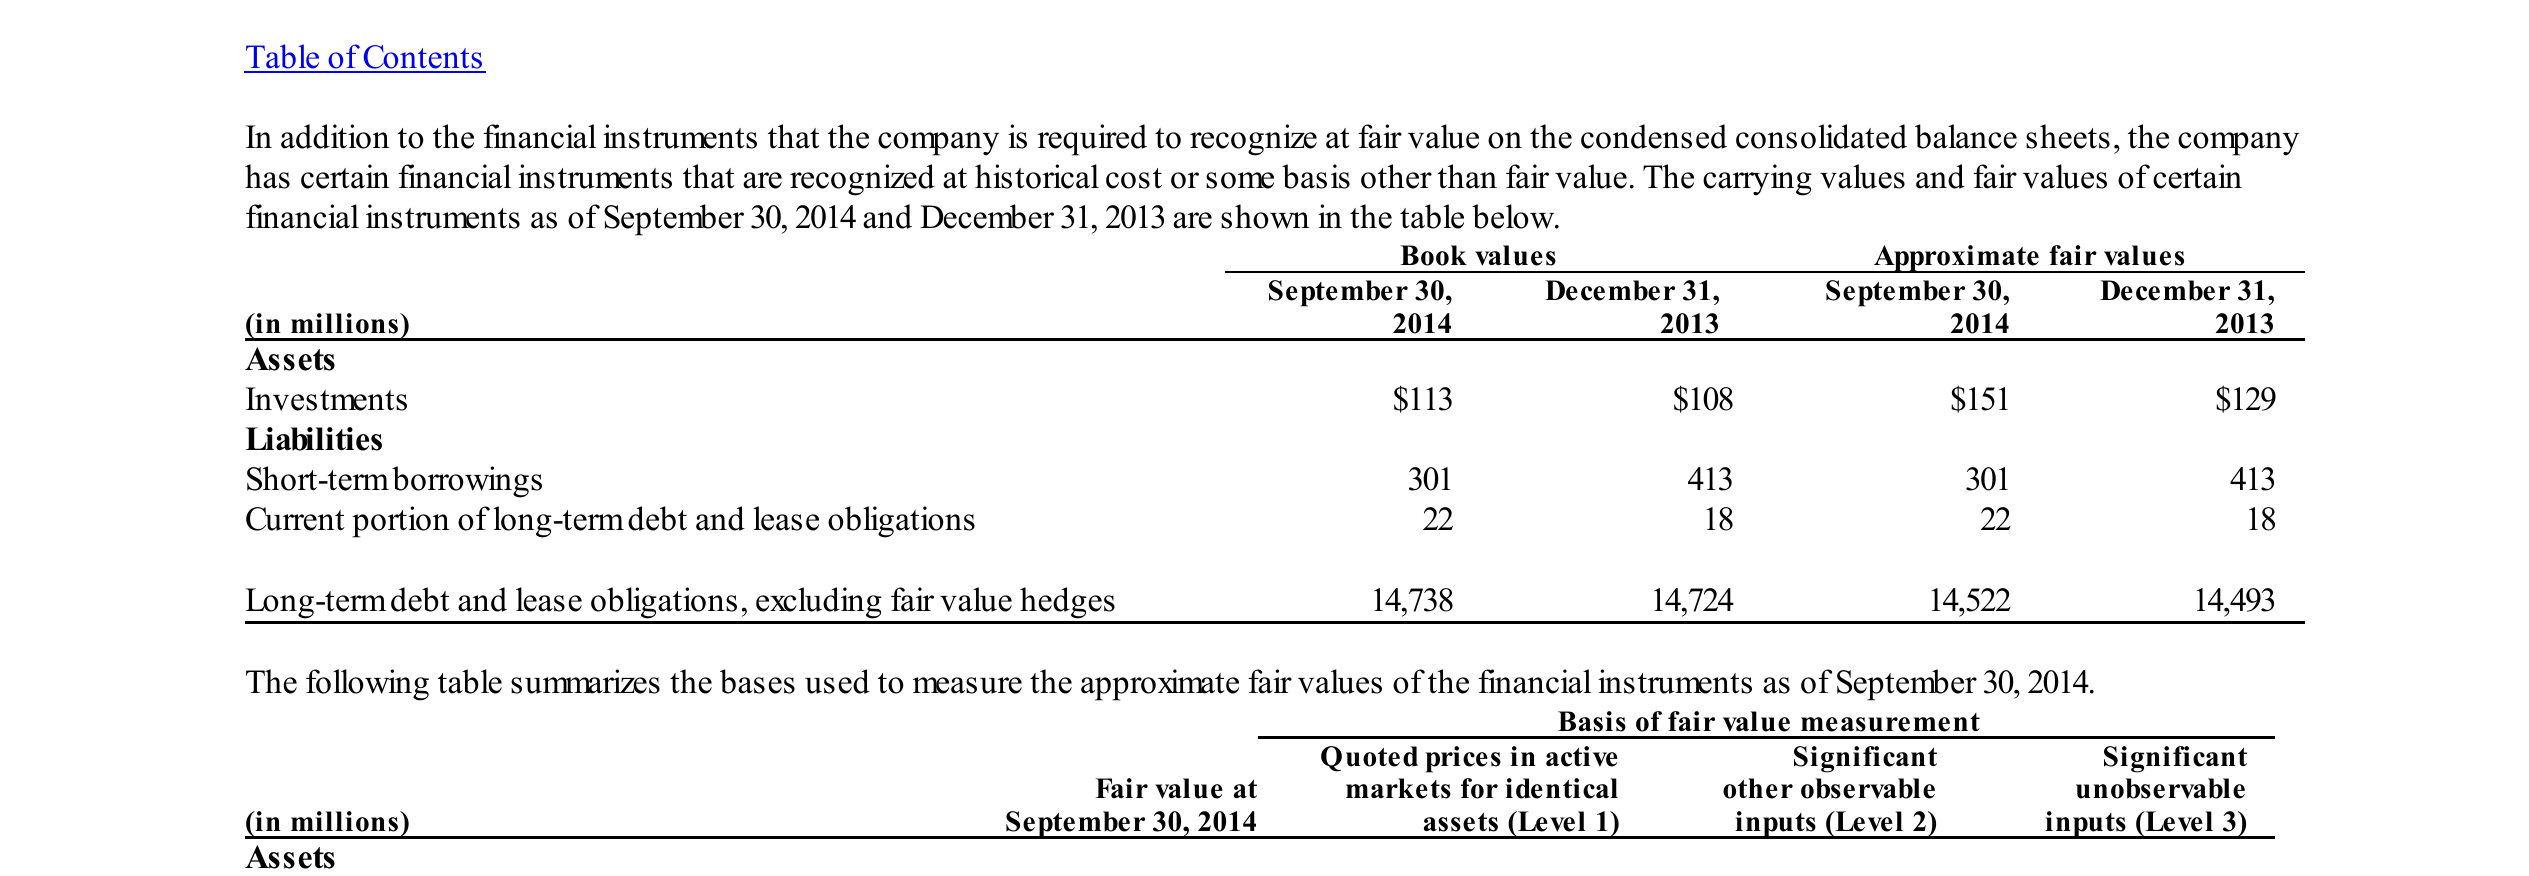 Table of Contents
In addition to the financial instruments that the company is required to recognize at fair value on the condensed consolidated balance sheets, the company
has certain financial instruments that are recognized at historical cost or some basis other than fair value. The carrying values and fair values of certain
financial instruments as of September 30, 2014 and December 31, 2013 are shown in the table below.
Book values Approximate fair values
September 30, December 31, September 30, December 31,
(in millions) 2014 2013 2014 2013
Assets
Investments $113 $108 $151 $129
Liabilities
Short-term borrowings 301 413 301 413
Current portion of long-term debt and lease obligations 22 18 22 18
Long-term debt and lease obligations, excluding fair value hedges 14,738 14,724 14,522 14,493
The following table summarizes the bases used to measure the approximate fair values of the financial instruments as of September 30, 2014.
Basis of fair value measurement
Quoted prices in active Significant Significant
Fair value at markets for identical other observable unobservable
(in millions) September 30, 2014 assets (Level 1) inputs (Level 2) inputs (Level 3)
Assets